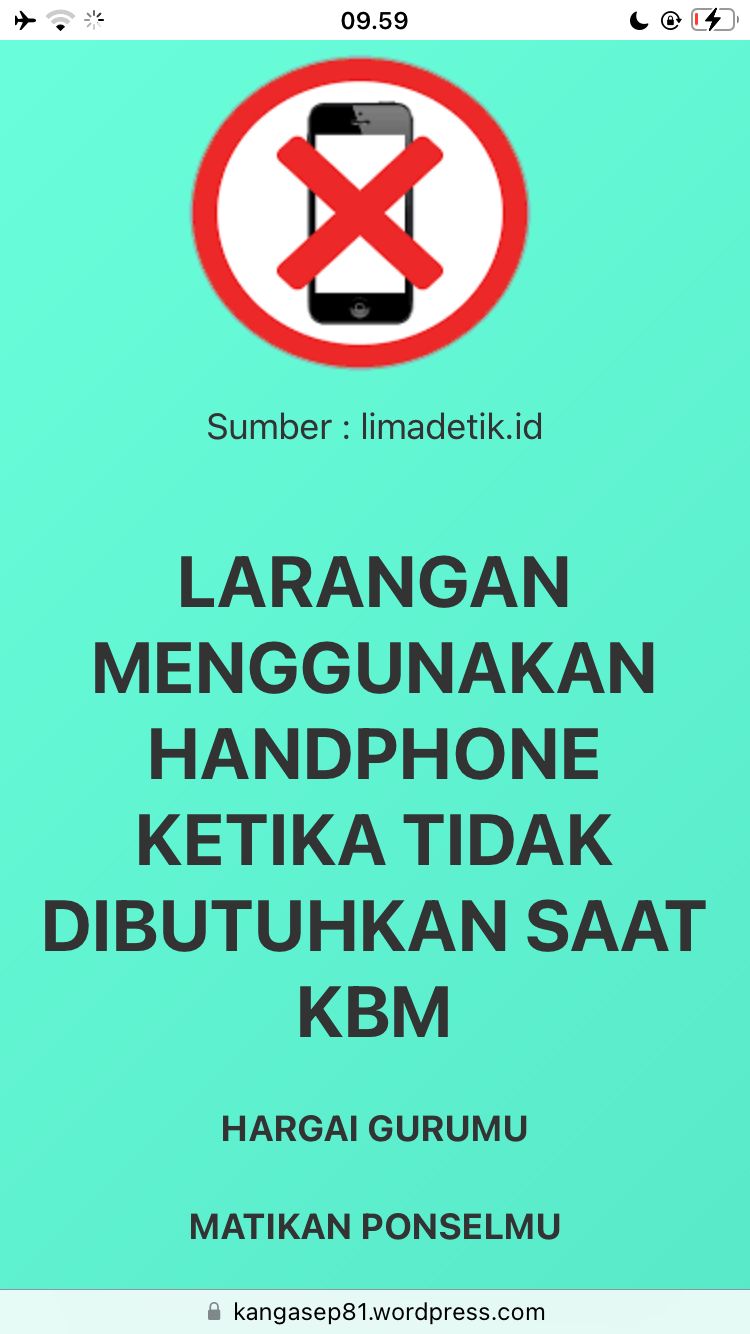 09.59
Sumber : limadetik.id
LARANGAN
MENGGUNAKAN
HANDPHONE
KETIKA TIDAK
DIBUTUHKAN SAAT
KBM
HARGAI GURUMU
MATIKAN PONSELMU
kangasep81.wordpress.com